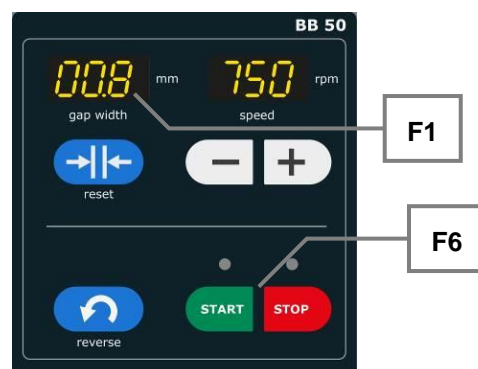 BB 50
00.8 mm 750 rpm
gap width speed
F1
− +
reset
F6
START STOP
reverse